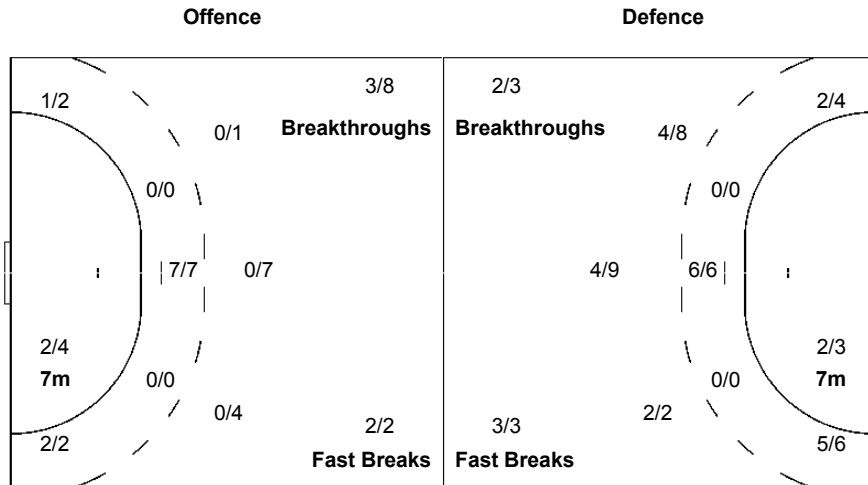 Offence Defence
3/8 2/3
1/2 2/4
0/1 Breakthroughs Breakthroughs 4/8
0/0 0/0
7/7 0/7 4/9 6/6
2/4 2/3
7m 7m
0/0 0/0
0/4 2/2
2/2 3/3
2/2 5/6
Fast Breaks Fast Breaks